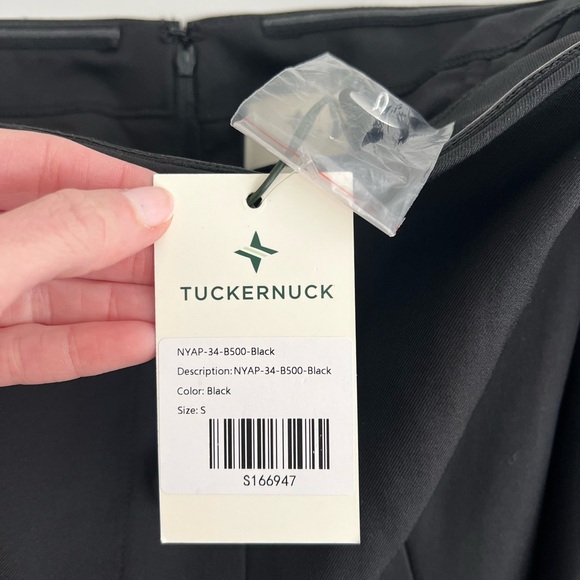 TUCKERNUCK
NYAP-34-B500-Black
Description: NYAP-34-B500-Black
Color: Black
Size: S
S166947